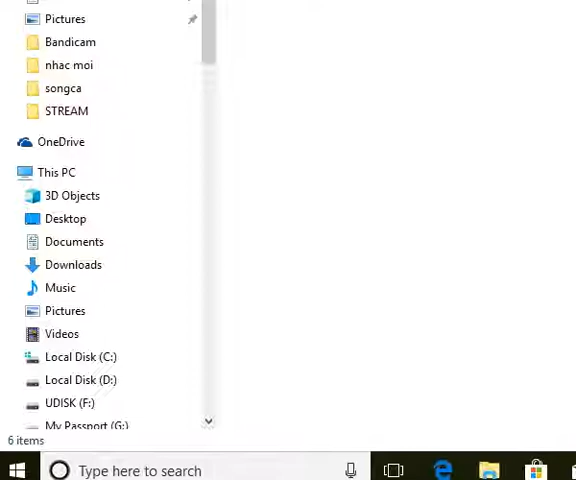 Pictures
Bandicam
nhac moi
songca
STREAM
OneDrive
This PC
3D Objects
Desktop
Documents
Downloads
Music
Pictures
Videos
Local Disk (C:)
Local Disk (D:)
UDISK (F:)
My Passport (G:)
6 items
Type here to search